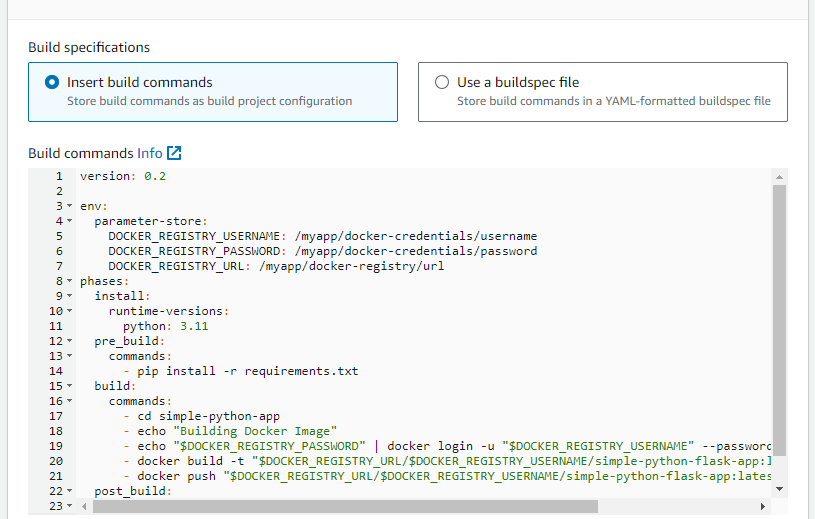 Build specifications
Insert build commands
Store build commands as build project configuration
Use a buildspec file
Store build commands in a YAML-formatted buildspec file
Build commands Info
1 version: 0.2
2
3 env:
4   parameter-store:
5     DOCKER_REGISTRY_USERNAME: /myapp/docker-credentials/username
6     DOCKER_REGISTRY_PASSWORD: /myapp/docker-credentials/password
7     DOCKER_REGISTRY_URL: /myapp/docker-registry/url
8 phases:
9   install:
10     runtime-versions:
11       python: 3.11
12   pre_build:
13     commands:
14       - pip install -r requirements.txt
15   build:
16     commands:
17       - cd simple-python-app
18       - echo "Building Docker Image"
19       - echo "$DOCKER_REGISTRY_PASSWORD" | docker login -u "$DOCKER_REGISTRY_USERNAME" --password
20       - docker build -t "$DOCKER_REGISTRY_URL/$DOCKER_REGISTRY_USERNAME/simple-python-flask-app:l
21       - docker push "$DOCKER_REGISTRY_URL/$DOCKER_REGISTRY_USERNAME/simple-python-flask-app:lates
22   post_build:
23